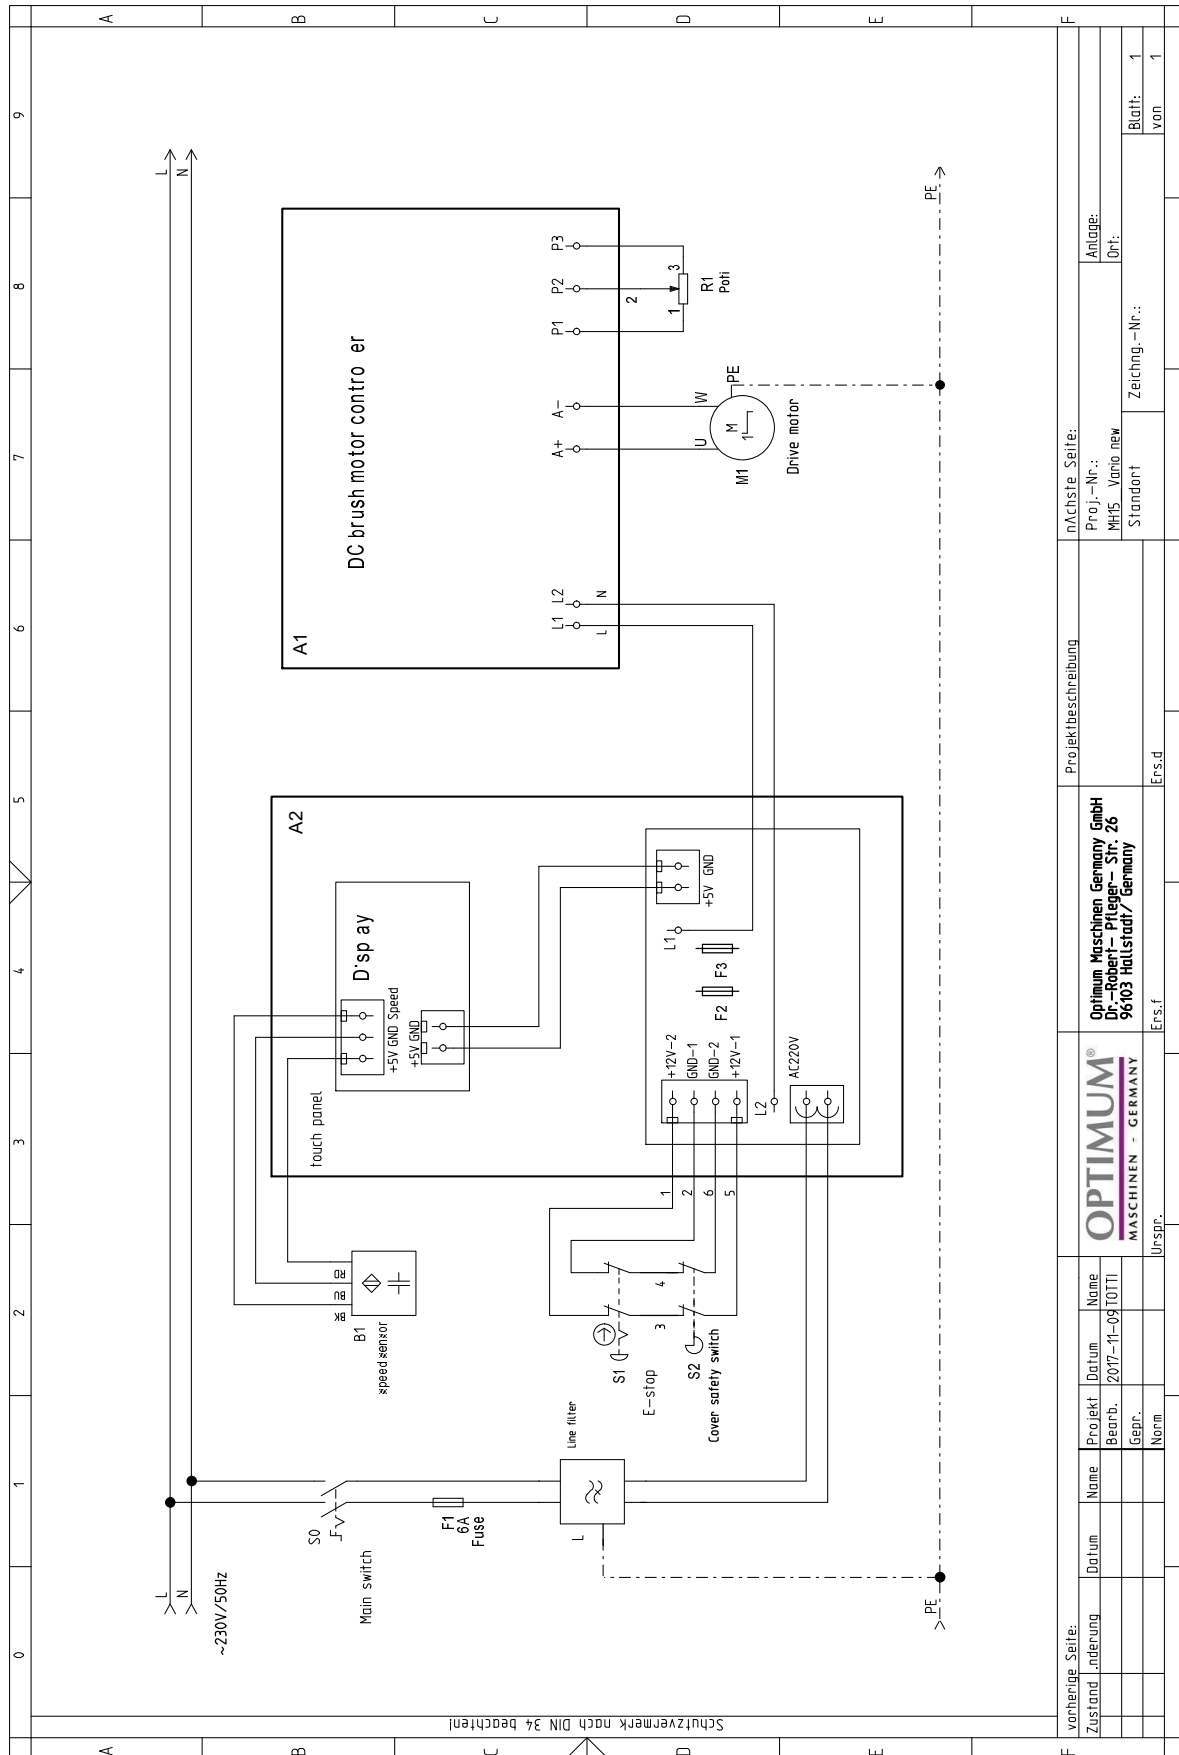 0 1 2 3 4 5 6 7 8 9
A
B
C
D
E
F
A
B
C
D
E
F
Schutzvermerk nach DIN 34 beachten!
L
N
~230V/50Hz
L
N
S0
Main switch
F1
6A
Fuse
Line filter
L
PE
PE
B1
speed sensor
BK
BU
RD
S1
E-stop
S2
Cover safety switch
3
4
1
2
6
5
A2
touch panel
D'sp ay
+5V GND Speed
+5V GND
+12V-2
GND-1
GND-2
+12V-1
L2
AC220V
F2
F3
L1
+5V GND
A1
DC brush motor contro er
L1 L2
L N
A+ A-
U W
M
1
M1
PE
Drive motor
P1 P2 P3
1 2 3
R1
Poti
vorherige Seite:
Zustand
.nderung
Datum
Name
Projekt
Datum
Name
Bearb.
2017-11-09
TOTTI
Gepr.
Norm
Urspr.
OPTIMUM®
MASCHINEN - GERMANY
Optimum Maschinen Germany GmbH
Dr.-Robert- Pfleger- Str. 26
96103 Hallstadt/ Germany
Ers.f
Ers.d
Projektbeschreibung
nAchste Seite:
Proj.-Nr.:
MH15 Vario new
Standort
Zeichng.-Nr.:
Anlage:
Ort:
Blatt: 1
von 1